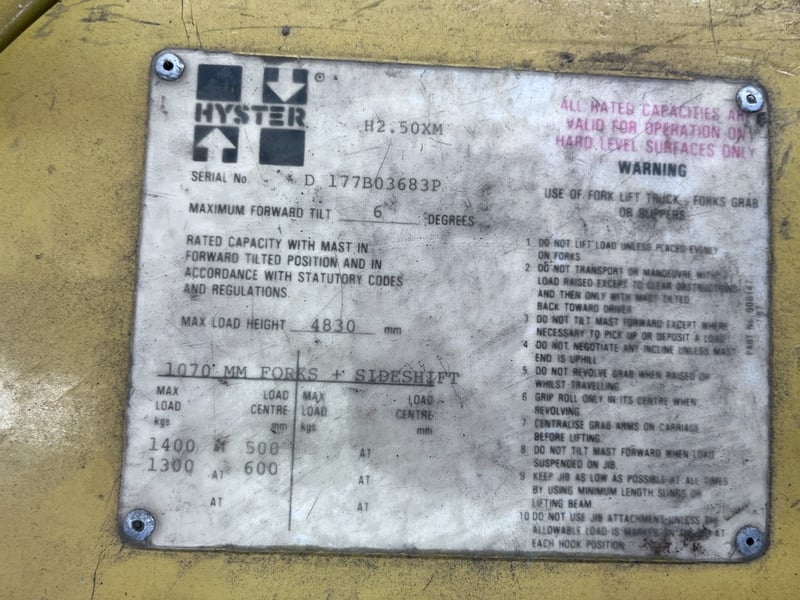 HYSTER ®
H2.50XM
SERIAL No D 177B03683P
MAXIMUM FORWARD TILT 6 DEGREES
RATED CAPACITY WITH MAST IN
FORWARD TILTED POSITION AND IN
ACCORDANCE WITH STATUTORY CODES
AND REGULATIONS.
MAX LOAD HEIGHT 4830 mm
1070 MM FORKS + SIDESHIFT
MAX LOAD MAX LOAD
LOAD CENTRE LOAD CENTRE
kgs mm kgs mm
1400 AT 500 AT
1300 AT 600 AT
AT AT
ALL RATED CAPACITIES ARE
VALID FOR OPERATION ON
HARD LEVEL SURFACES ONLY
WARNING
USE OF FORK LIFT TRUCK - FORKS GRAB
OR SLIPPERS
1 DO NOT LIFT LOAD UNLESS PLACED EVENLY
ON FORKS.
2 DO NOT TRANSPORT OR MANOEUVRE WITH
LOAD RAISED EXCEPT TO CLEAR OBSTRUCTIONS
AND THEN ONLY WITH MAST TILTED
BACK TOWARD DRIVER
3 DO NOT TILT MAST FORWARD EXCEPT WHERE
NECESSARY TO PICK UP OR DEPOSIT A LOAD
4 DO NOT NEGOTIATE ANY INCLINE UNLESS MAST
END IS UPHILL
5 DO NOT REVOLVE GRAB WHEN RAISED OR
WHILST TRAVELLING.
6 GRIP ROLL ONLY IN ITS CENTRE WHEN
REVOLVING
7 CENTRALISE GRAB ARMS ON CARRIAGE
BEFORE LIFTING
8 DO NOT TILT MAST FORWARD WHEN LOAD
SUSPENDED ON JIB.
9 KEEP JIB AS LOW AS POSSIBLE AT ALL TIMES
BY USING MINIMUM LENGTH SLINGS OR
LIFTING BEAM
10 DO NOT USE JIB ATTACHMENT UNLESS THE
ALLOWABLE LOAD IS MARKED ON AT
EACH HOOK POSITION
PART No.